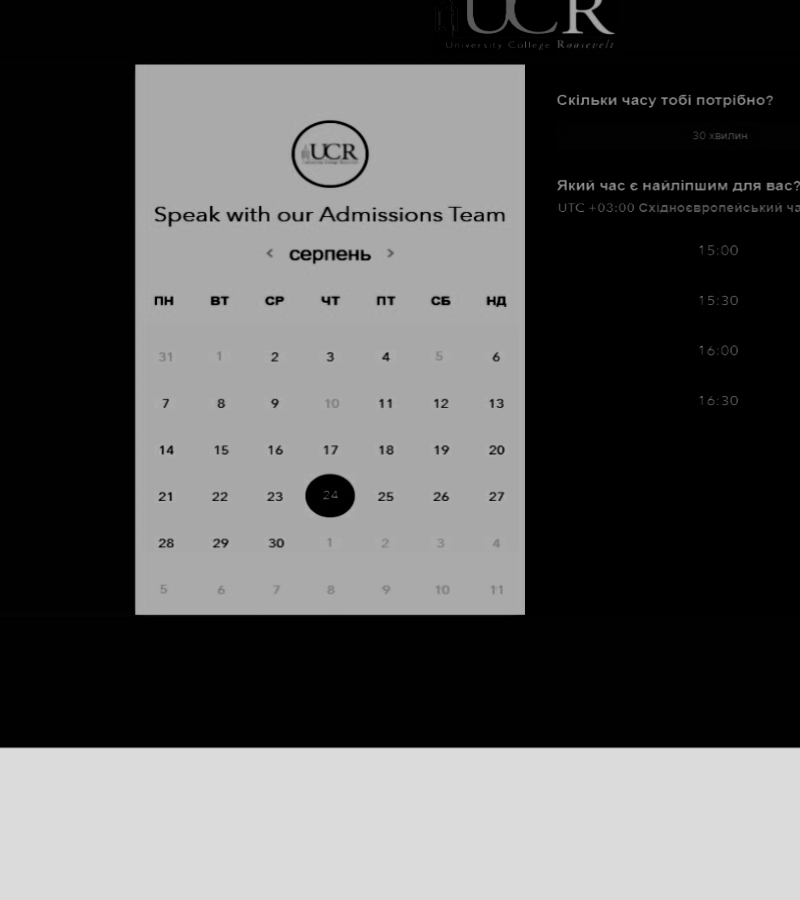 UCR
University College Roosevelt
UCR
Speak with our Admissions Team
< серпень >
ПН ВТ СР ЧТ ПТ СБ НД
31 1 2 3 4 5 6
7 8 9 10 11 12 13
14 15 16 17 18 19 20
21 22 23 24 25 26 27
28 29 30 1 2 3 4
5 6 7 8 9 10 11
Скільки часу тобі потрібно?
30 хвилин
Який час є найліпшим для вас?
UTC +03:00 Східноєвропейський ча
15:00
15:30
16:00
16:30